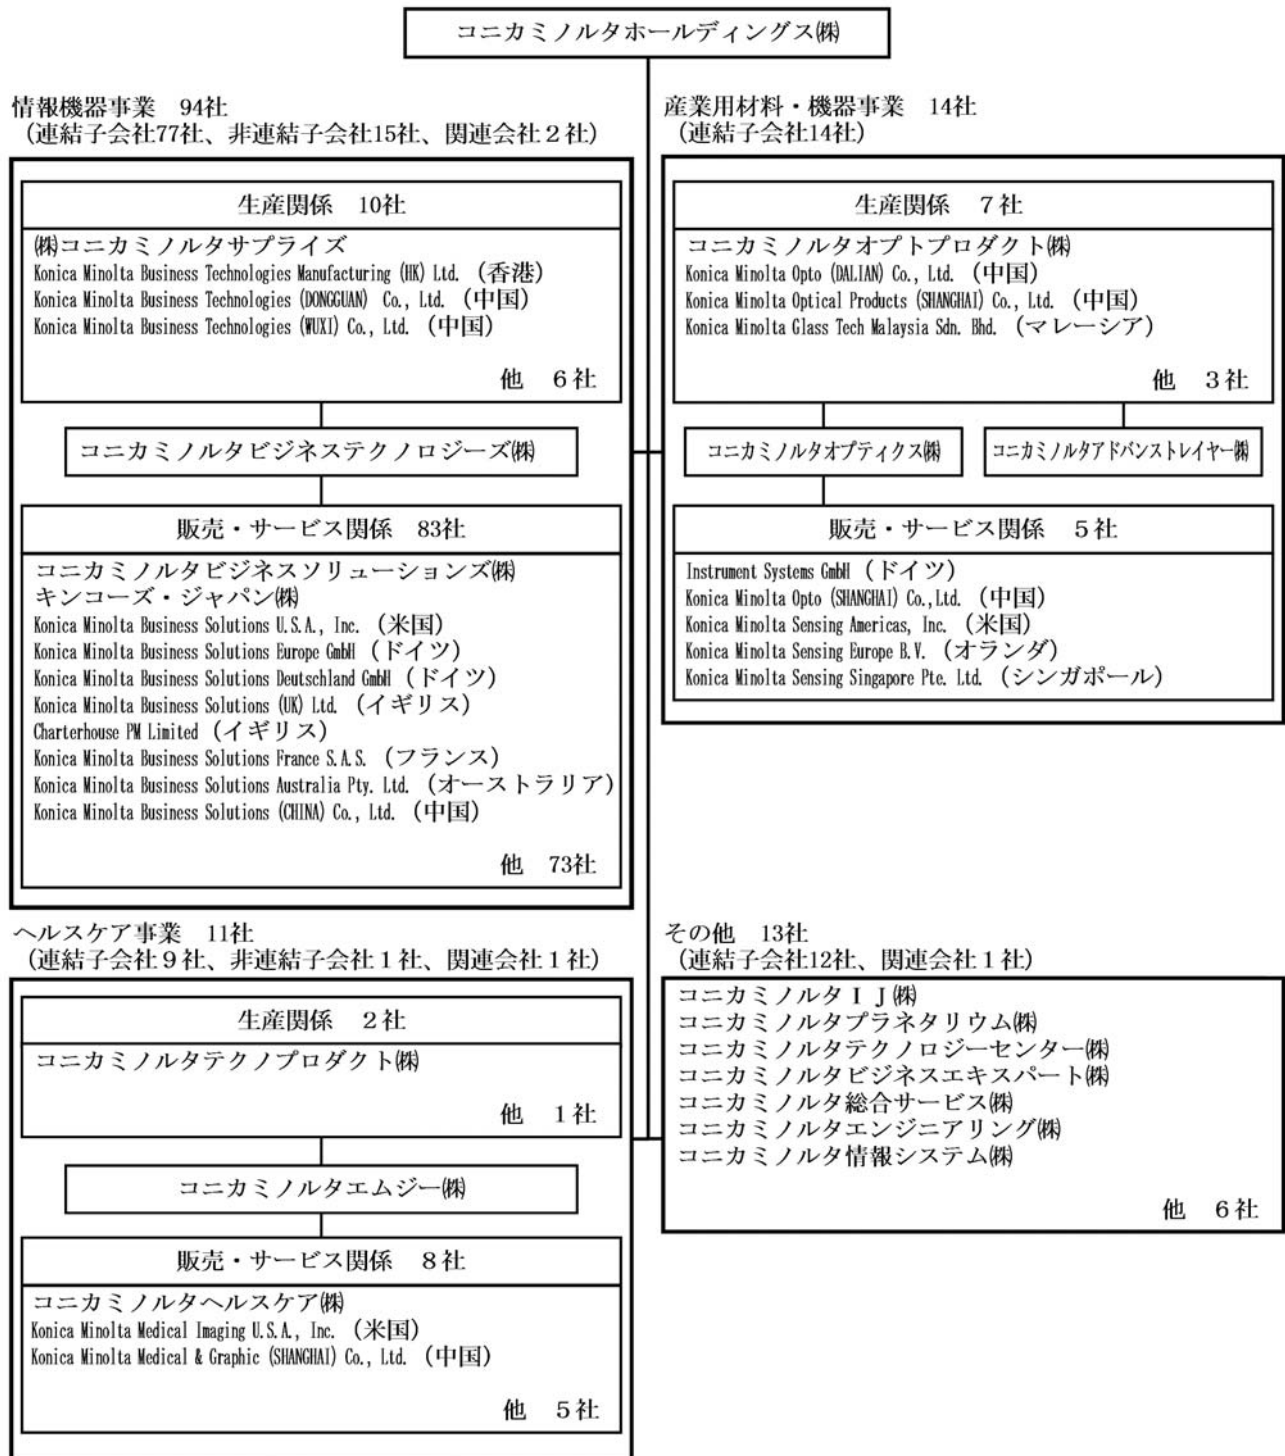 コニカミノルタホールディングス㈱
情報機器事業 94社
(連結子会社77社、非連結子会社15社、関連会社2社)
生産関係 10社
㈱コニカミノルタサプライズ
Konica Minolta Business Technologies Manufacturing (HK) Ltd. (香港)
Konica Minolta Business Technologies (DONGGUAN) Co., Ltd. (中国)
Konica Minolta Business Technologies (WUXI) Co., Ltd. (中国)
他 6社
コニカミノルタビジネステクノロジーズ㈱
販売・サービス関係 83社
コニカミノルタビジネスソリューションズ㈱
キンコーズ・ジャパン㈱
Konica Minolta Business Solutions U.S.A., Inc. (米国)
Konica Minolta Business Solutions Europe GmbH (ドイツ)
Konica Minolta Business Solutions Deutschland GmbH (ドイツ)
Konica Minolta Business Solutions (UK) Ltd. (イギリス)
Charterhouse PM Limited (イギリス)
Konica Minolta Business Solutions France S.A.S. (フランス)
Konica Minolta Business Solutions Australia Pty. Ltd. (オーストラリア)
Konica Minolta Business Solutions (CHINA) Co., Ltd. (中国)
他 73社
産業用材料・機器事業 14社
(連結子会社14社)
生産関係 7社
コニカミノルタオプトプロダクト㈱
Konica Minolta Opto (DALIAN) Co., Ltd. (中国)
Konica Minolta Optical Products (SHANGHAI) Co., Ltd. (中国)
Konica Minolta Glass Tech Malaysia Sdn. Bhd. (マレーシア)
他 3社
コニカミノルタオプティクス㈱
コニカミノルタアドバンストレイヤー㈱
販売・サービス関係 5社
Instrument Systems GmbH (ドイツ)
Konica Minolta Opto (SHANGHAI) Co.,Ltd. (中国)
Konica Minolta Sensing Americas, Inc. (米国)
Konica Minolta Sensing Europe B.V. (オランダ)
Konica Minolta Sensing Singapore Pte. Ltd. (シンガポール)
ヘルスケア事業 11社
(連結子会社9社、非連結子会社1社、関連会社1社)
生産関係 2社
コニカミノルタテクノプロダクト㈱
他 1社
コニカミノルタエムジー㈱
販売・サービス関係 8社
コニカミノルタヘルスケア㈱
Konica Minolta Medical Imaging U.S.A., Inc. (米国)
Konica Minolta Medical & Graphic (SHANGHAI) Co., Ltd. (中国)
他 5社
その他 13社
(連結子会社12社、関連会社1社)
コニカミノルタIJ㈱
コニカミノルタプラネタリウム㈱
コニカミノルタテクノロジーセンター㈱
コニカミノルタビジネスエキスパート㈱
コニカミノルタ総合サービス㈱
コニカミノルタエンジニアリング㈱
コニカミノルタ情報システム㈱
他 6社